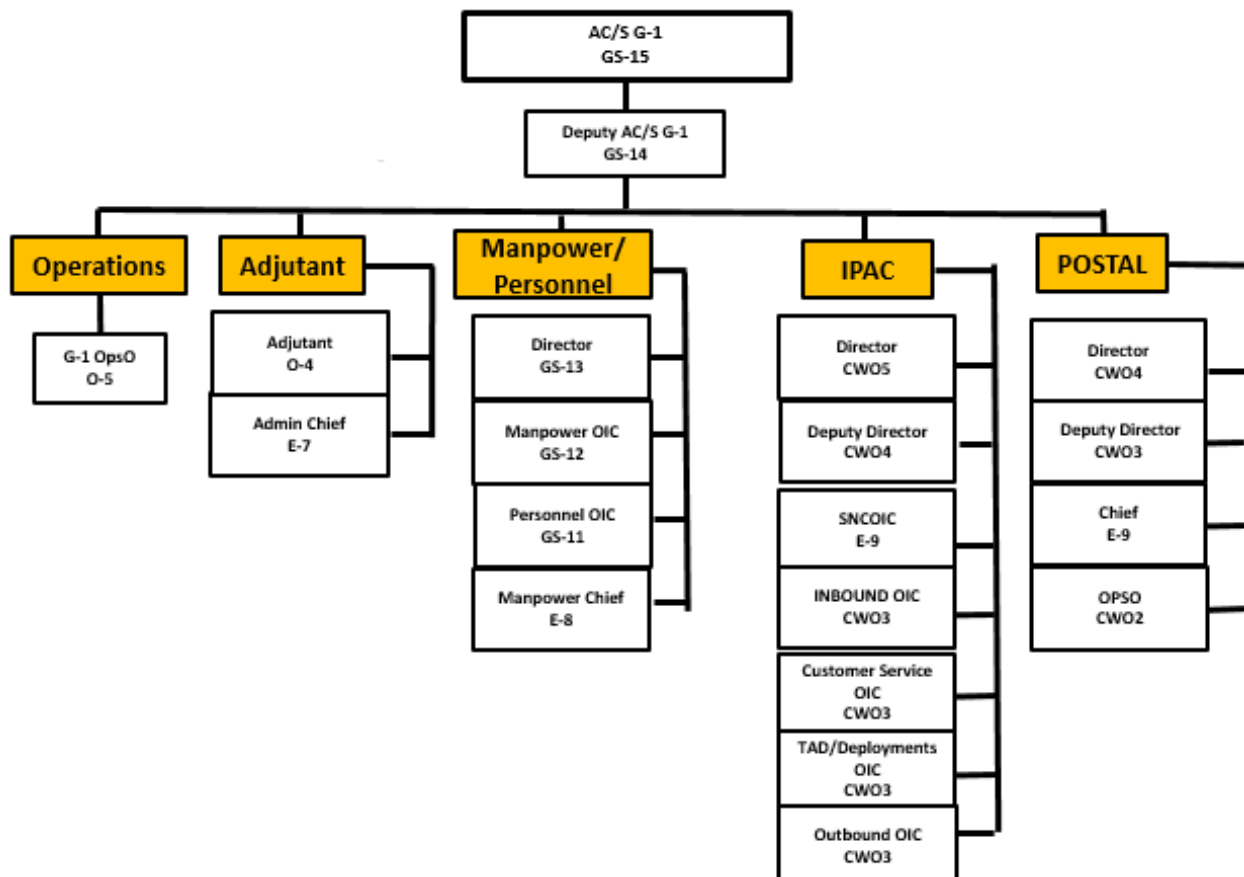 AC/S G-1
GS-15
Deputy AC/S G-1
GS-14
Operations
G-1 OpsO
O-5
Adjutant
Adjutant
O-4
Admin Chief
E-7
Manpower/
Personnel
Director
GS-13
Manpower OIC
GS-12
Personnel OIC
GS-11
Manpower Chief
E-8
IPAC
Director
CWO5
Deputy Director
CWO4
SNCOIC
E-9
INBOUND OIC
CWO3
Customer Service
OIC
CWO3
TAD/Deployments
OIC
CWO3
Outbound OIC
CWO3
POSTAL
Director
CWO4
Deputy Director
CWO3
Chief
E-9
OPSO
CWO2